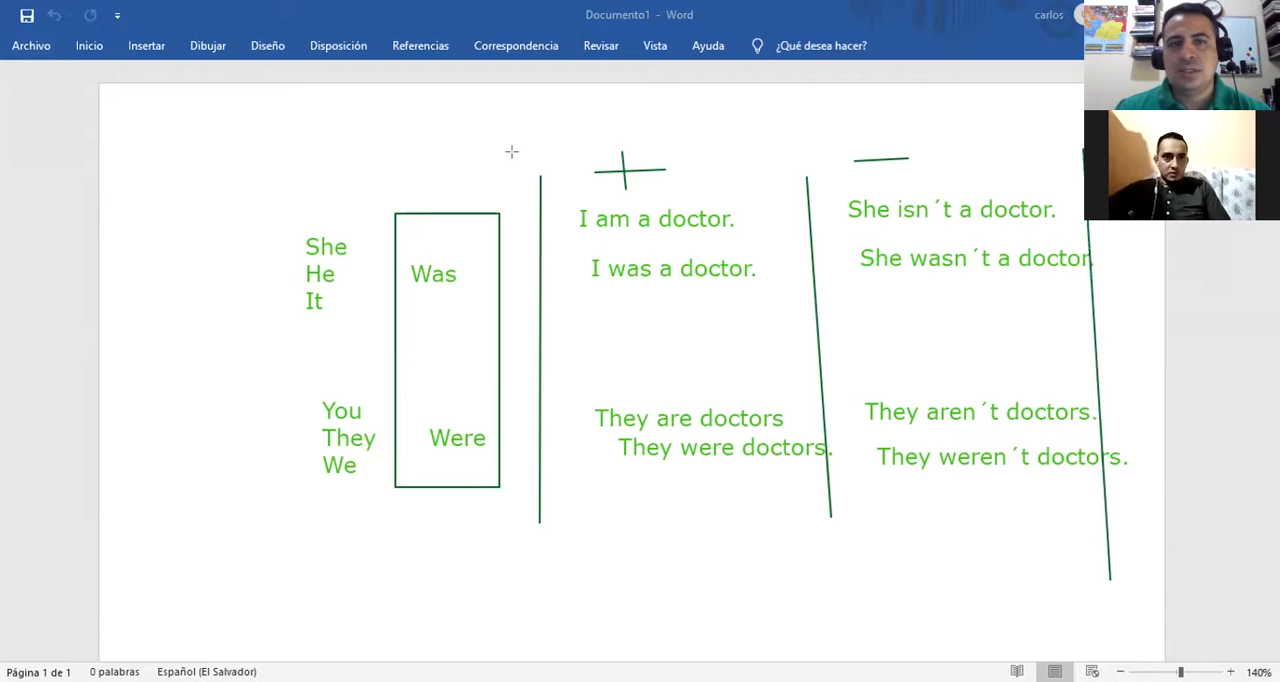 Documento1 - Word
carlos
Archivo
Inicio
Insertar
Dibujar
Diseño
Disposición
Referencias
Correspondencia
Revisar
Vista
Ayuda
¿Qué desea hacer?
She
He
It
Was
You
They
We
Were
I am a doctor.
I was a doctor.
They are doctors
They were doctors.
She isn´t a doctor.
She wasn´t a doctor.
They aren´t doctors.
They weren´t doctors.
Página 1 de 1
0 palabras
Español (El Salvador)
140%